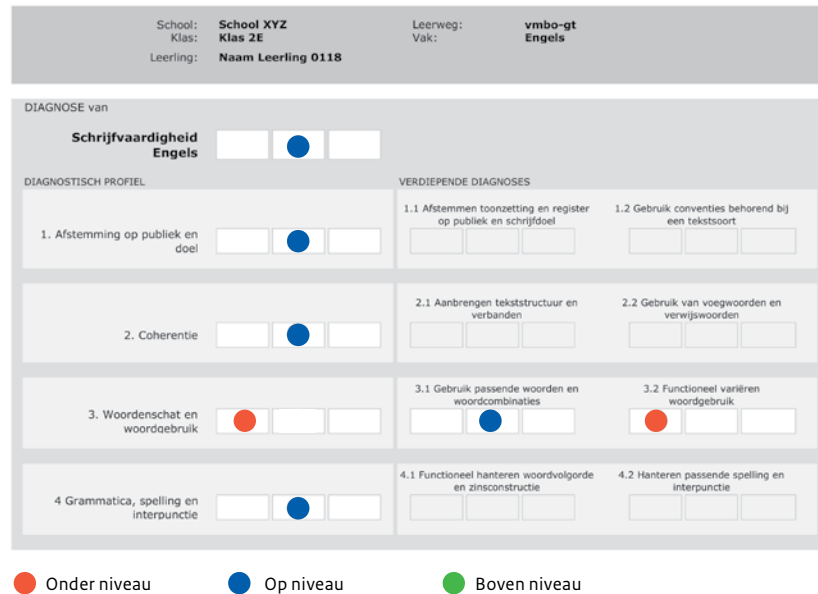 School: School XYZ Leerweg: vmbo-gt
Klas: Klas 2E Vak: Engels
Leerling: Naam Leerling 0118
DIAGNOSE van
Schrijfvaardigheid
Engels
DIAGNOSTISCH PROFIEL
VERDIEPENDE DIAGNOSES
1. Afstemming op publiek en
doel
1.1 Afstemmen toonzetting en register
op publiek en schrijfdoel
1.2 Gebruik conventies behorend bij
een tekstsoort
2. Coherentie
2.1 Aanbrengen tekststructuur en
verbanden
2.2 Gebruik van voegwoorden en
verwijswoorden
3. Woordenschat en
woordgebruik
3.1 Gebruik passende woorden en
woordcombinaties
3.2 Functioneel variëren
woordgebruik
4 Grammatica, spelling en
interpunctie
4.1 Functioneel hanteren woordvolgorde
en zinsconstructie
4.2 Hanteren passende spelling en
interpunctie
Onder niveau
Op niveau
Boven niveau